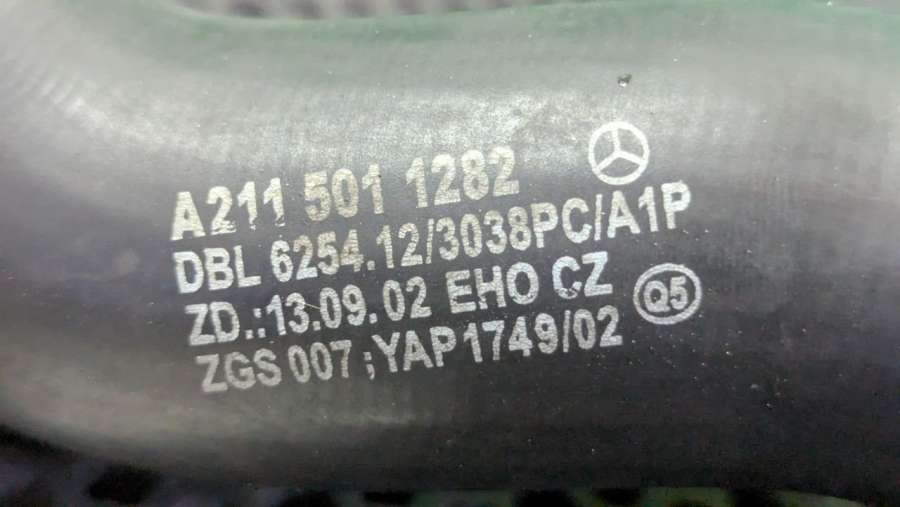 A211 501 1282
DBL 6254.12/3038PC/A1P
ZD.:13.09.02 EHO CZ
Q5
ZGS 007;YAP1749/02